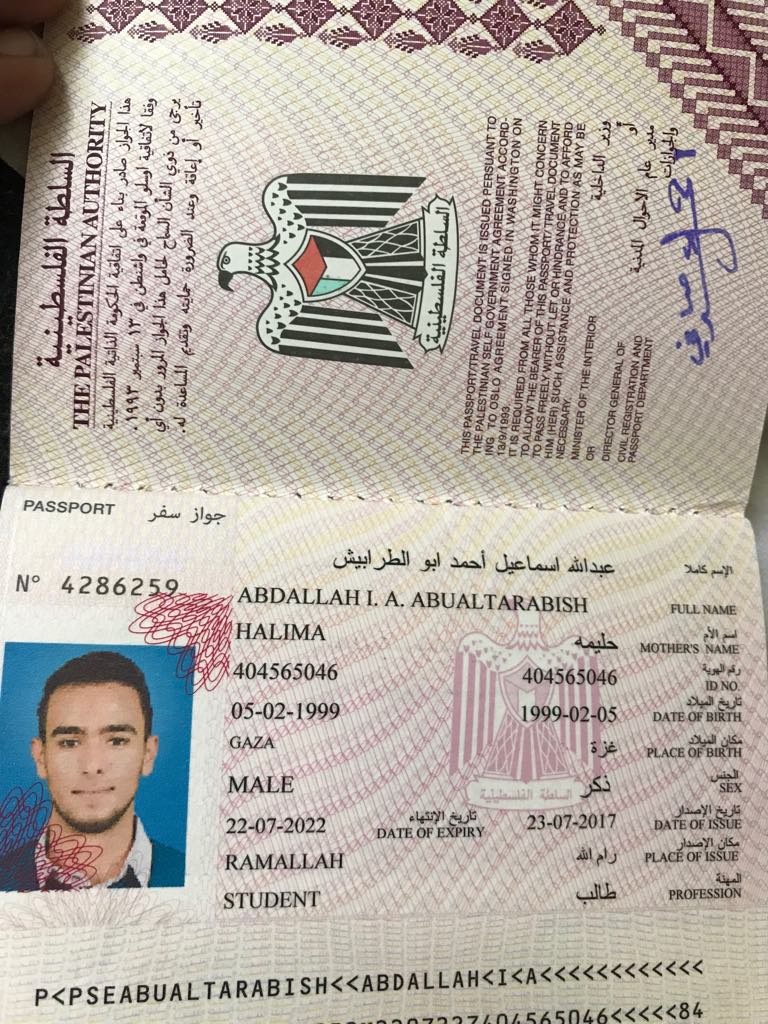 السلطة الفلسطينية
THE PALESTINIAN AUTHORITY
هذا الجواز صادر بناء على اتفاقية الحكومة الذاتية الفلسطينية
وفقا لاتفاقية اوسلو الموقعة في واشنطن في ١٣ سبتمبر ١٩٩٣.
يرجى من ذوي الشأن السماح لحامل هذا الجواز المرور بدون أي
تأخير أو إعاقة وعند الضرورة حمايته وتقديم المساعدة له.
السلطة الفلسطينية
THIS PASSPORT/TRAVEL DOCUMENT IS ISSUED PURSUANT TO
THE PALESTINIAN SELF GOVERNMENT AGREEMENT ACCORD-
ING TO OSLO AGREEMENT SIGNED IN WASHINGTON ON
13/9/1993.
IT IS REQUIRED FROM ALL THOSE WHOM IT MIGHT CONCERN
TO ALLOW THE BEARER OF THIS PASSPORT/TRAVEL DOCUMENT
TO PASS FREELY WITHOUT LET OR HINDRANCE AND TO AFFORD
HIM (HER) SUCH ASSISTANCE AND PROTECTION AS MAY BE
NECESSARY.
MINISTER OF THE INTERIOR وزير الداخلية
OR أو
DIRECTOR GENERAL OF مدير عام الاحوال المدنية
CIVIL REGISTRATION AND والجوازات
PASSPORT DEPARTMENT
PASSPORT جواز سفر
N° 4286259
عبدالله اسماعيل أحمد ابو الطرابيش الإسم كاملا
ABDALLAH I. A. ABUALTARABISH FULL NAME
HALIMA حليمه اسم الأم
MOTHER'S NAME
404565046 404565046 رقم الهوية
ID NO.
05-02-1999 1999-02-05 تاريخ الميلاد
DATE OF BIRTH
GAZA غزة مكان الميلاد
PLACE OF BIRTH
MALE ذكر الجنس
SEX
22-07-2022 تاريخ الإنتهاء 23-07-2017 تاريخ الإصدار
DATE OF EXPIRY DATE OF ISSUE
RAMALLAH رام الله مكان الإصدار
PLACE OF ISSUE
STUDENT طالب المهنة
PROFESSION
السلطة الفلسطينية
P<PSEABUALTARABISH<<ABDALLAH<I<A<<<<<<<<<<<<
404565046<<<<<84